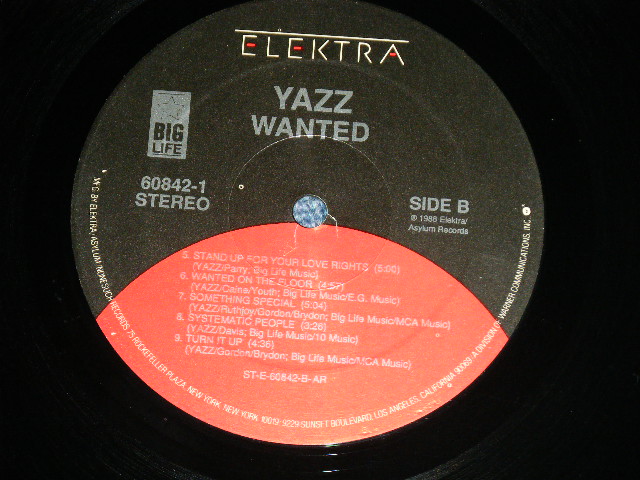 ELEKTRA
YAZZ
WANTED
BIG
LIFE
60842-1
STEREO
SIDE B
℗ 1988 Elektra/
Asylum Records
5. STAND UP FOR YOUR LOVE RIGHTS (5:00)
(YAZZ/Parry, Big Life Music)
6. WANTED ON THE FLOOR (4:57)
(YAZZ/Caine/Youth; Big Life Music/E.G. Music)
7. SOMETHING SPECIAL (5:04)
(YAZZ/Ruthjoy/Gordon/Brydon; Big Life Music/MCA Music)
8. SYSTEMATIC PEOPLE (3:26)
(YAZZ/Davis; Big Life Music/10 Music)
9. TURN IT UP (4:36)
(YAZZ/Gordon/Brydon; Big Life Music/MCA Music)
ST-E-60842-B-AR
MFG. BY ELEKTRA/ASYLUM/NONESUCH RECORDS 75 ROCKEFELLER PLAZA, NEW YORK, NEW YORK 10019/9229 SUNSET BOULEVARD, LOS ANGELES, CALIFORNIA 90069/A DIVISION OF WARNER COMMUNICATIONS, INC.